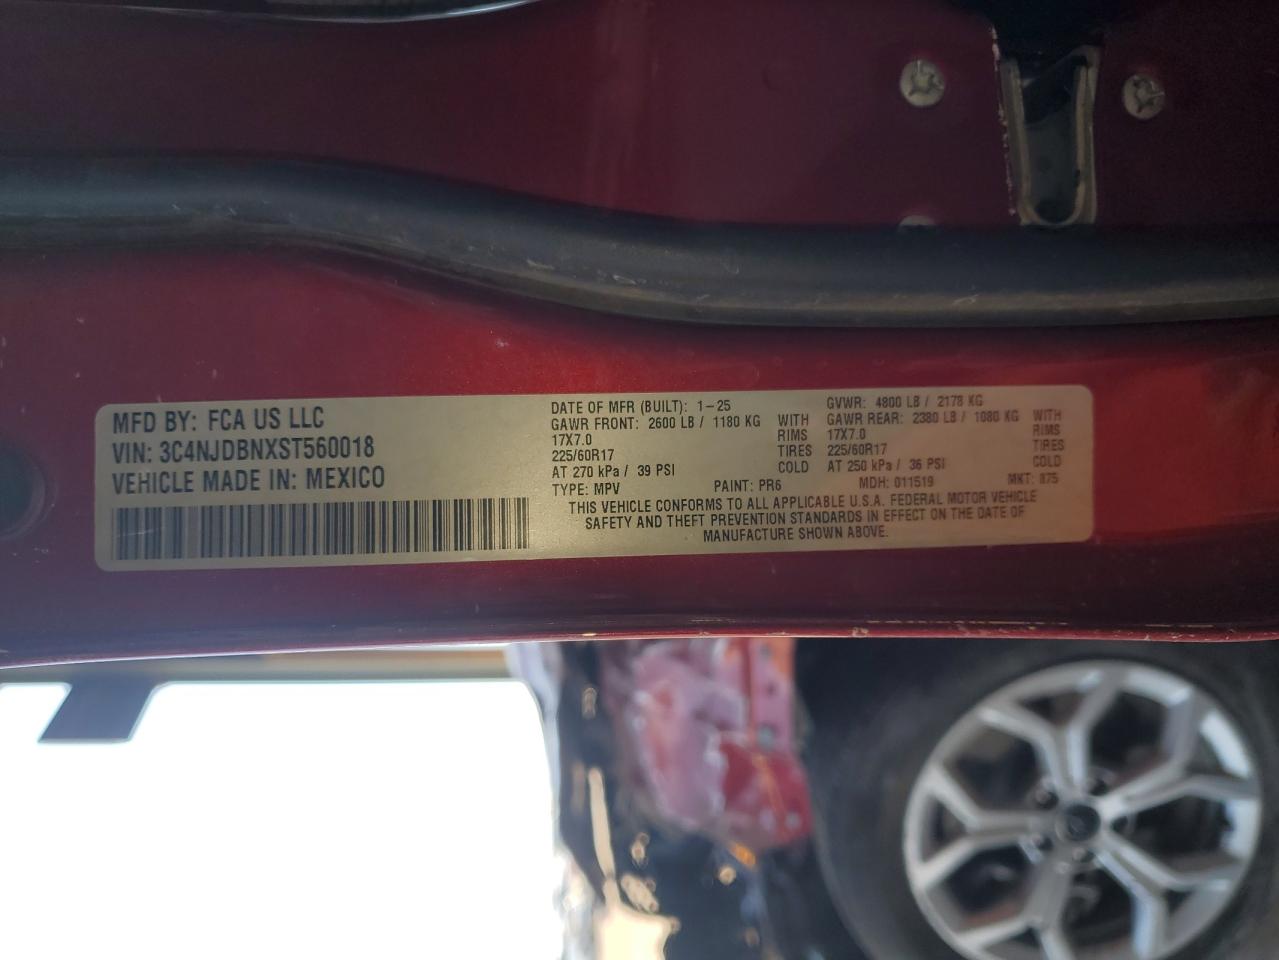 MFD BY: FCA US LLC
VIN: 3C4NJDBNXST560018
VEHICLE MADE IN: MEXICO
DATE OF MFR (BUILT): 1-25
GAWR FRONT: 2600 LB / 1180 KG WITH
17X7.0 RIMS
225/60R17 TIRES
AT 270 kPa / 39 PSI COLD
GVWR: 4800 LB / 2178 KG
GAWR REAR: 2380 LB / 1080 KG WITH
17X7.0 RIMS
225/60R17 TIRES
AT 250 kPa / 36 PSI COLD
TYPE: MPV PAINT: PR6 MDH: 011519 MKT: 875
THIS VEHICLE CONFORMS TO ALL APPLICABLE U.S.A. FEDERAL MOTOR VEHICLE
SAFETY AND THEFT PREVENTION STANDARDS IN EFFECT ON THE DATE OF
MANUFACTURE SHOWN ABOVE.